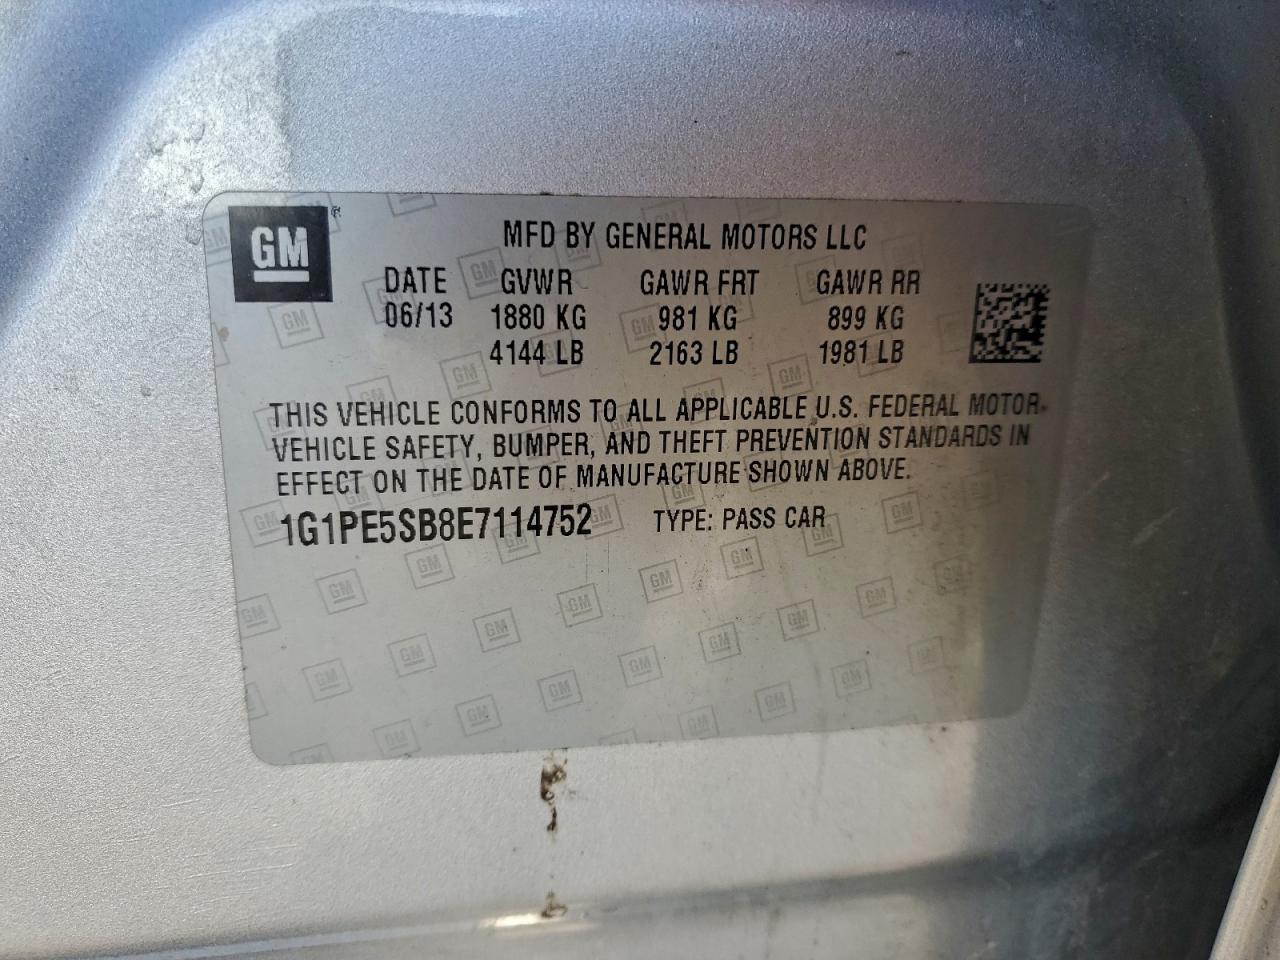 GM
MFD BY GENERAL MOTORS LLC
DATE GVWR GAWR FRT GAWR RR
06/13 1880 KG 981 KG 899 KG
4144 LB 2163 LB 1981 LB
THIS VEHICLE CONFORMS TO ALL APPLICABLE U.S. FEDERAL MOTOR
VEHICLE SAFETY, BUMPER, AND THEFT PREVENTION STANDARDS IN
EFFECT ON THE DATE OF MANUFACTURE SHOWN ABOVE.
1G1PE5SB8E7114752 TYPE: PASS CAR